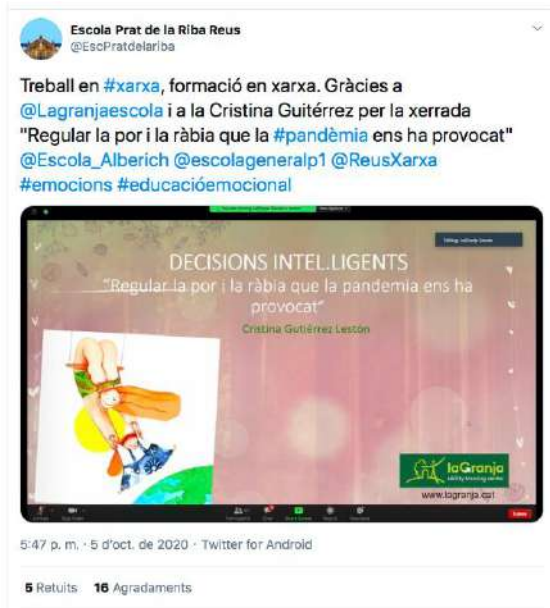 Escola Prat de la Riba Reus
@EscPratdelariba
Treball en #xarxa, formació en xarxa. Gràcies a
@Lagranjaescola i a la Cristina Guitérrez per la xerrada
"Regular la por i la ràbia que la #pandèmia ens ha provocat"
@Escola_Alberich @escolageneralp1 @ReusXarxa
#emocions #educacióemocional
DECISIONS INTEL.LIGENTS
"Regular la por i la ràbia que la pandemia ens ha
provocat"
Cristina Gutiérrez Lestón
laGranja
ability training center
www.lagranja.cat
5:47 p. m. · 5 d'oct. de 2020 · Twitter for Android
5 Retuits 16 Agradaments